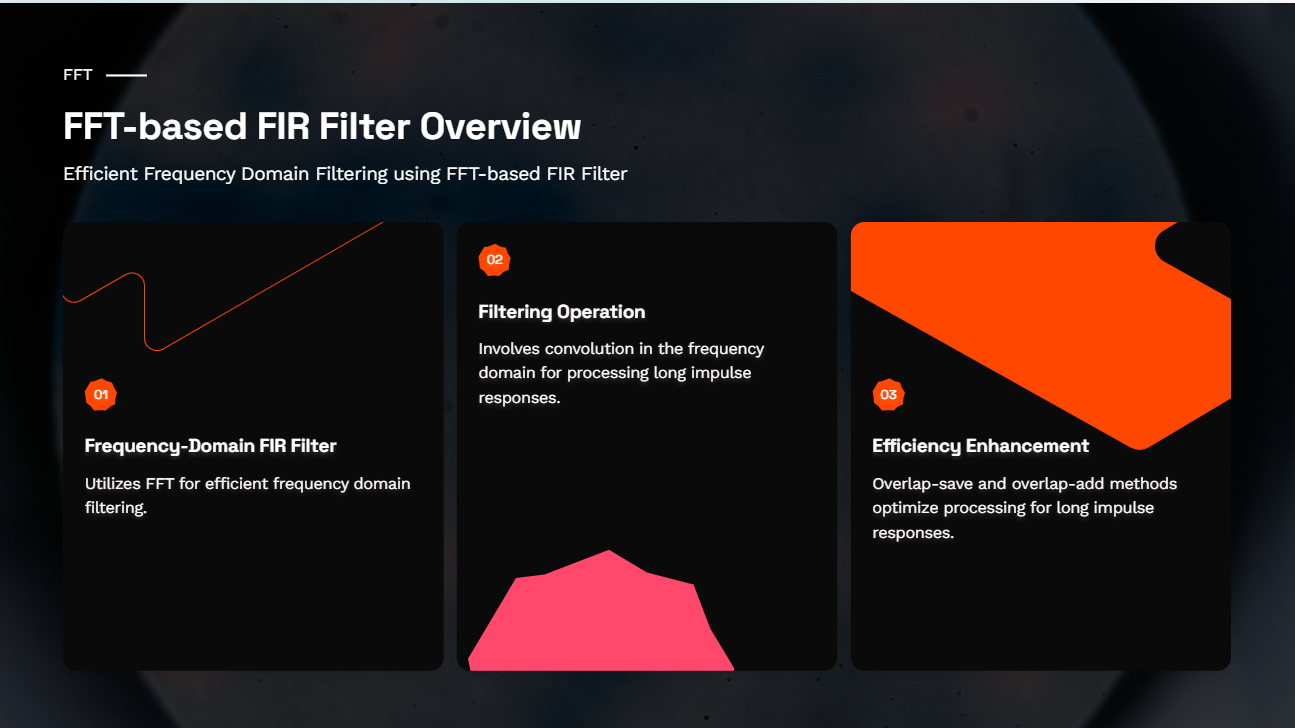 FFT
FFT-based FIR Filter Overview
Efficient Frequency Domain Filtering using FFT-based FIR Filter
01
Frequency-Domain FIR Filter
Utilizes FFT for efficient frequency domain
filtering.
02
Filtering Operation
Involves convolution in the frequency
domain for processing long impulse
responses.
03
Efficiency Enhancement
Overlap-save and overlap-add methods
optimize processing for long impulse
responses.